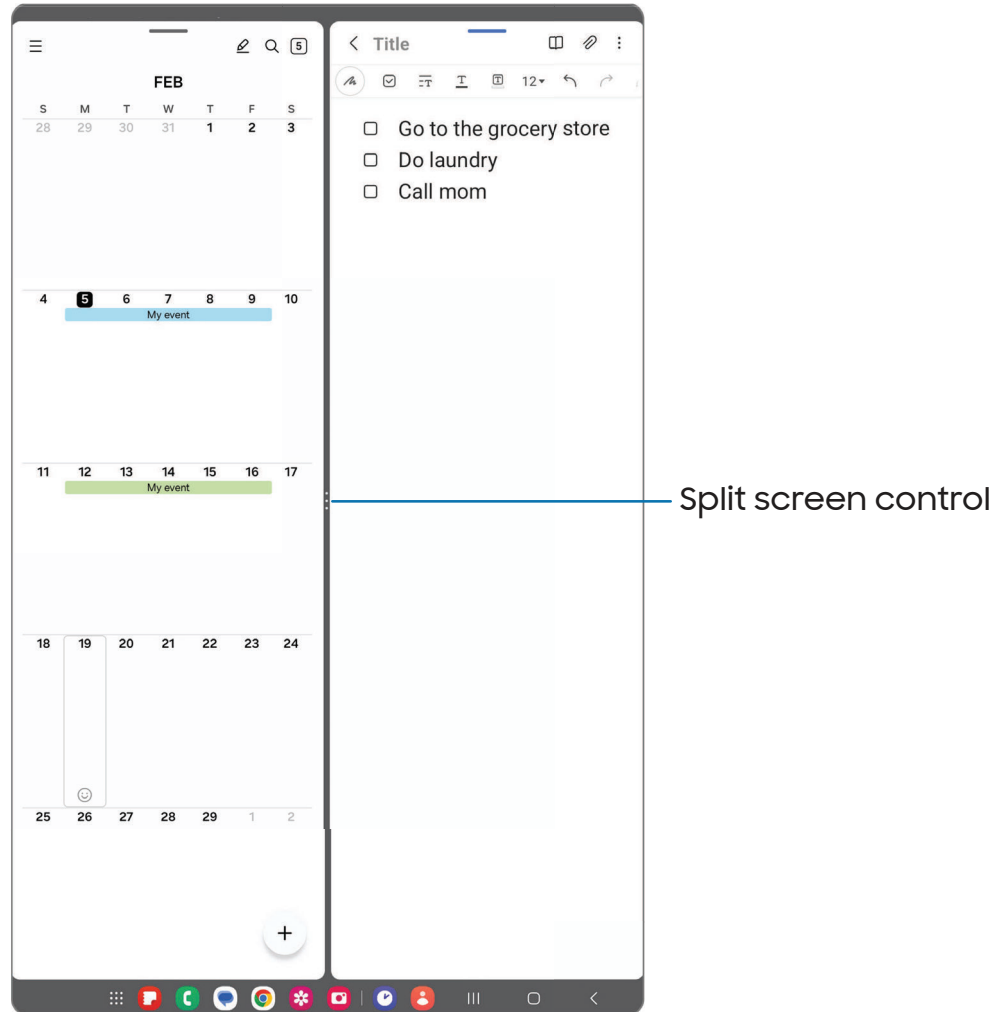 5
FEB
S M T W T F S
28 29 30 31 1 2 3
4 5 6 7 8 9 10
My event
11 12 13 14 15 16 17
My event
18 19 20 21 22 23 24
25 26 27 28 29 1 2
Title
T T T 12
Go to the grocery store
Do laundry
Call mom
Split screen control